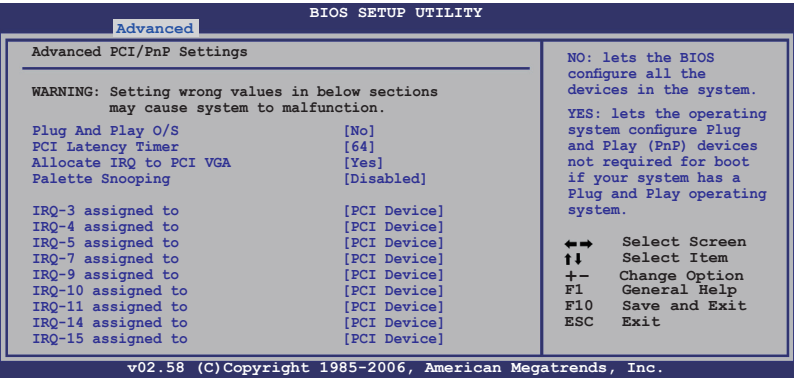 BIOS SETUP UTILITY
Advanced
Advanced PCI/PnP Settings
WARNING: Setting wrong values in below sections
may cause system to malfunction.
Plug And Play O/S [No]
PCI Latency Timer [64]
Allocate IRQ to PCI VGA [Yes]
Palette Snooping [Disabled]
IRQ-3 assigned to [PCI Device]
IRQ-4 assigned to [PCI Device]
IRQ-5 assigned to [PCI Device]
IRQ-7 assigned to [PCI Device]
IRQ-9 assigned to [PCI Device]
IRQ-10 assigned to [PCI Device]
IRQ-11 assigned to [PCI Device]
IRQ-14 assigned to [PCI Device]
IRQ-15 assigned to [PCI Device]
NO: lets the BIOS
configure all the
devices in the system.
YES: lets the operating
system configure Plug
and Play (PnP) devices
not required for boot
if your system has a
Plug and Play operating
system.
←→ Select Screen
↑↓ Select Item
+- Change Option
F1 General Help
F10 Save and Exit
ESC Exit
v02.58 (C)Copyright 1985-2006, American Megatrends, Inc.